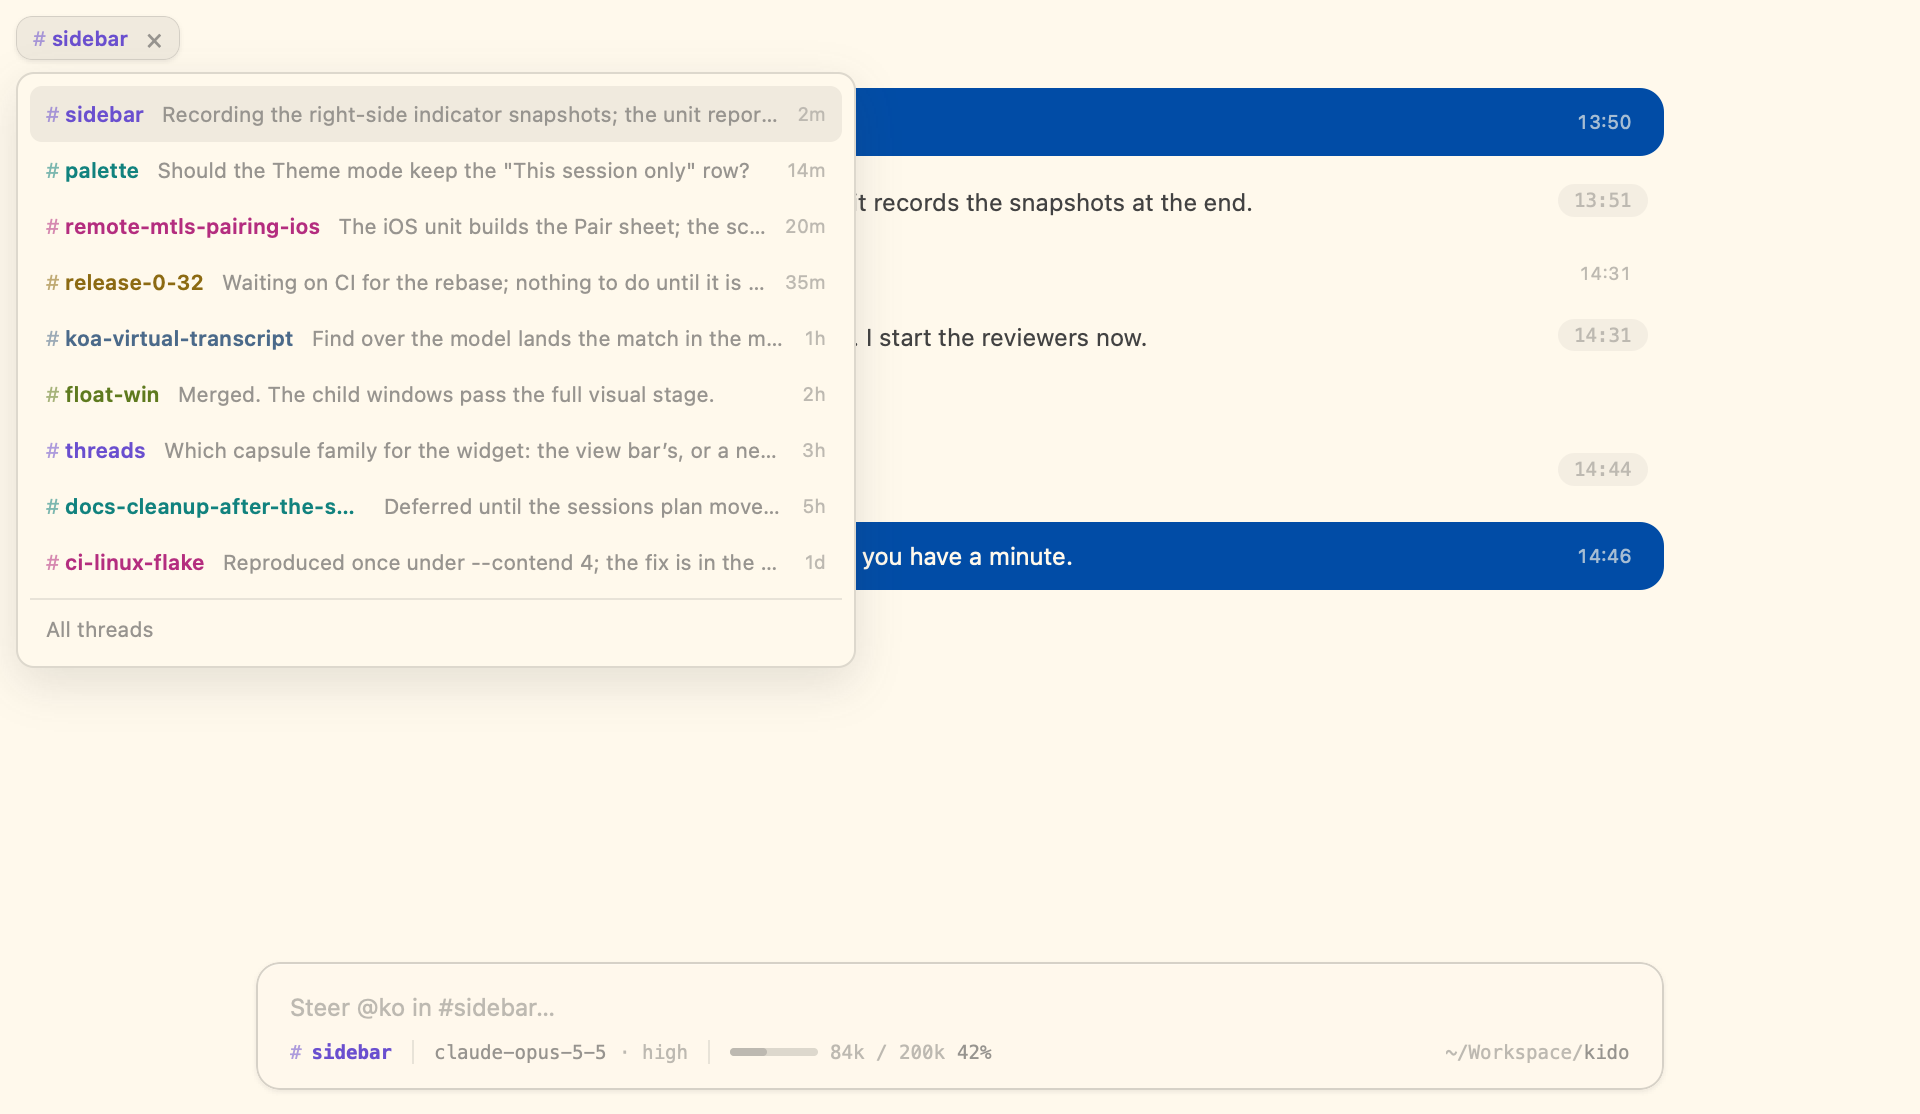 # sidebar ×
# sidebar Recording the right-side indicator snapshots; the unit repor... 2m
# palette Should the Theme mode keep the "This session only" row? 14m
# remote-mtls-pairing-ios The iOS unit builds the Pair sheet; the sc... 20m
# release-0-32 Waiting on CI for the rebase; nothing to do until it is ... 35m
# koa-virtual-transcript Find over the model lands the match in the m... 1h
# float-win Merged. The child windows pass the full visual stage. 2h
# threads Which capsule family for the widget: the view bar’s, or a ne... 3h
# docs-cleanup-after-the-s... Deferred until the sessions plan move... 5h
# ci-linux-flake Reproduced once under --contend 4; the fix is in the ... 1d
All threads
13:50
t records the snapshots at the end. 13:51
14:31
. I start the reviewers now. 14:31
14:44
you have a minute. 14:46
Steer @ko in #sidebar...
# sidebar claude-opus-5-5 · high 84k / 200k 42% ~/Workspace/kido